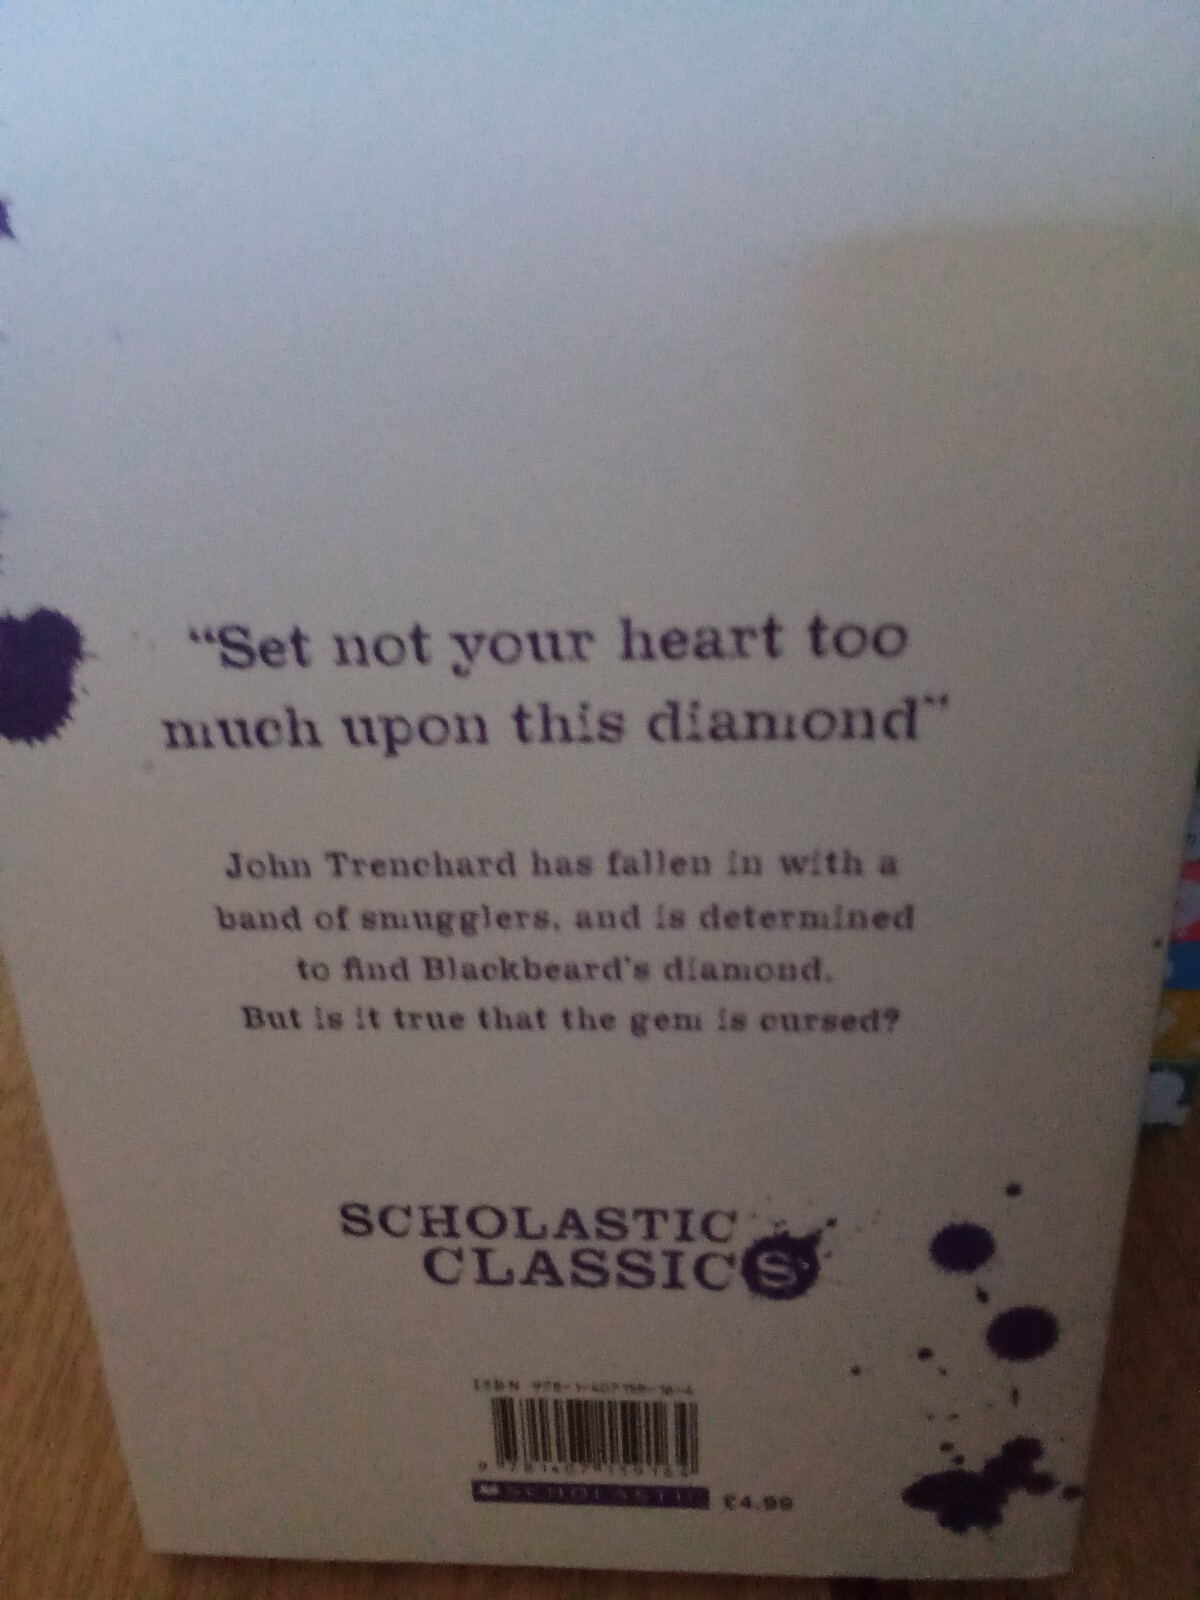 “Set not your heart too
much upon this diamond”
John Trenchard has fallen in with a
band of smugglers, and is determined
to find Blackbeard's diamond.
But is it true that the gem is cursed?
SCHOLASTIC
CLASSICS
ISBN
SCHOLASTIC
£4.99